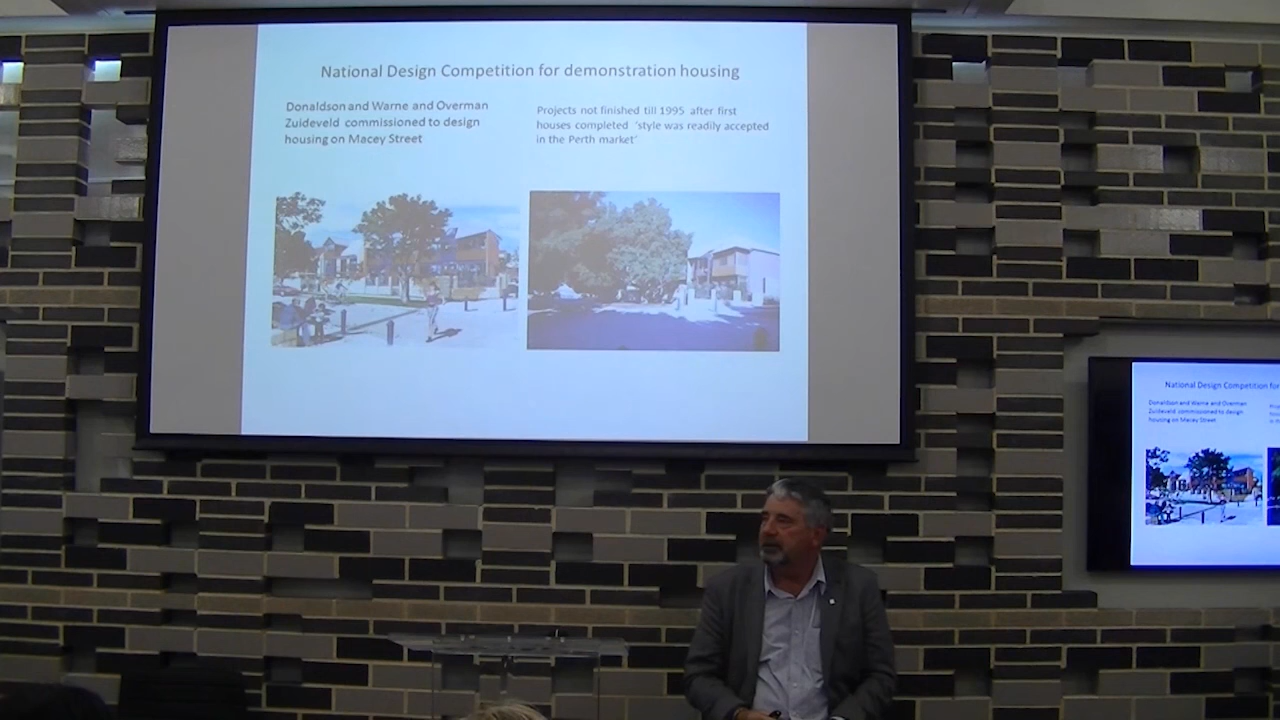 National Design Competition for demonstration housing
Donaldson and Warne and Overman
Zuideveld commissioned to design
housing on Macey Street
Projects not finished till 1995 after first
houses completed 'style was readily accepted
in the Perth market'
National Design Competition for
Donaldson and Warne and Overman
Zuideveld commissioned to design
housing on Macey Street